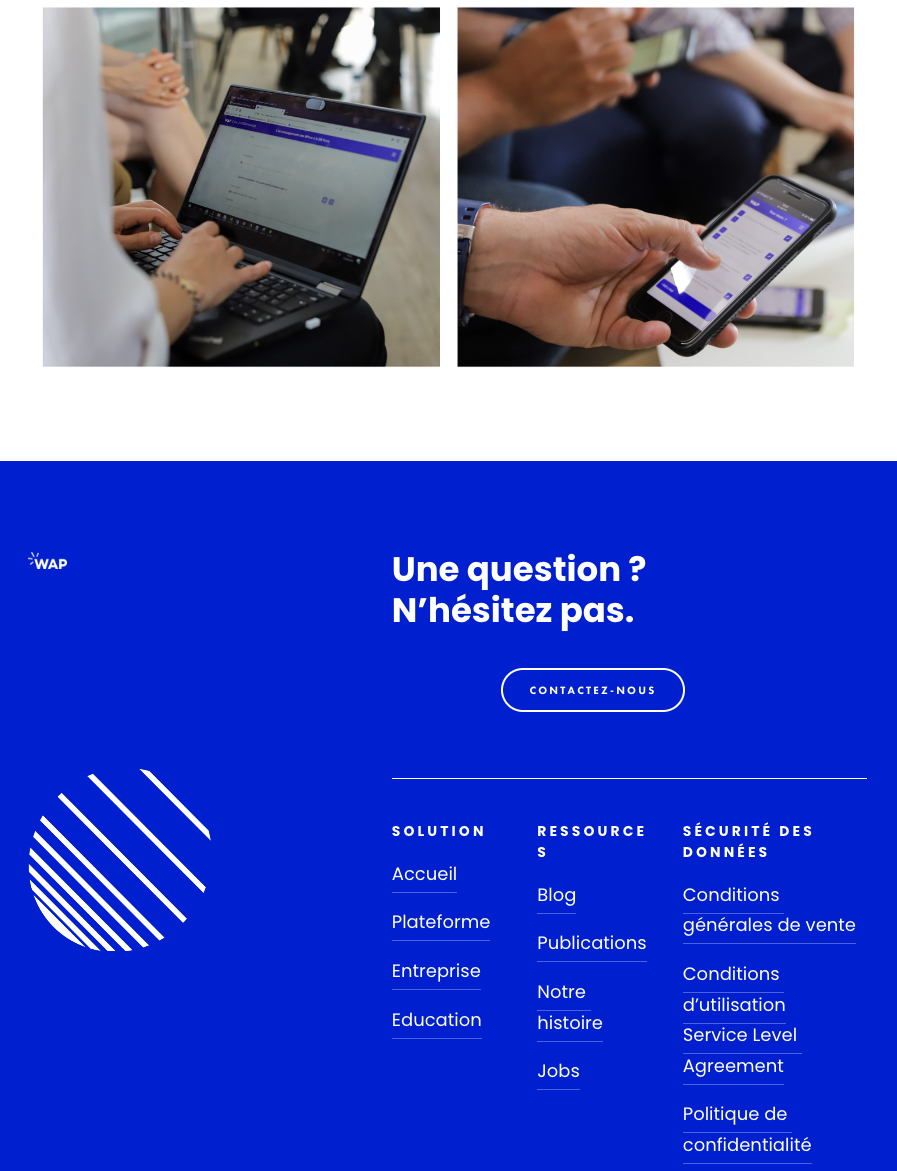 WAP
Une question ?
N’hésitez pas.
CONTACTEZ-NOUS
SOLUTION
Accueil
Plateforme
Entreprise
Education
RESSOURCE
S
Blog
Publications
Notre
histoire
Jobs
SÉCURITÉ DES
DONNÉES
Conditions
générales de vente
Conditions
d’utilisation
Service Level
Agreement
Politique de
confidentialité